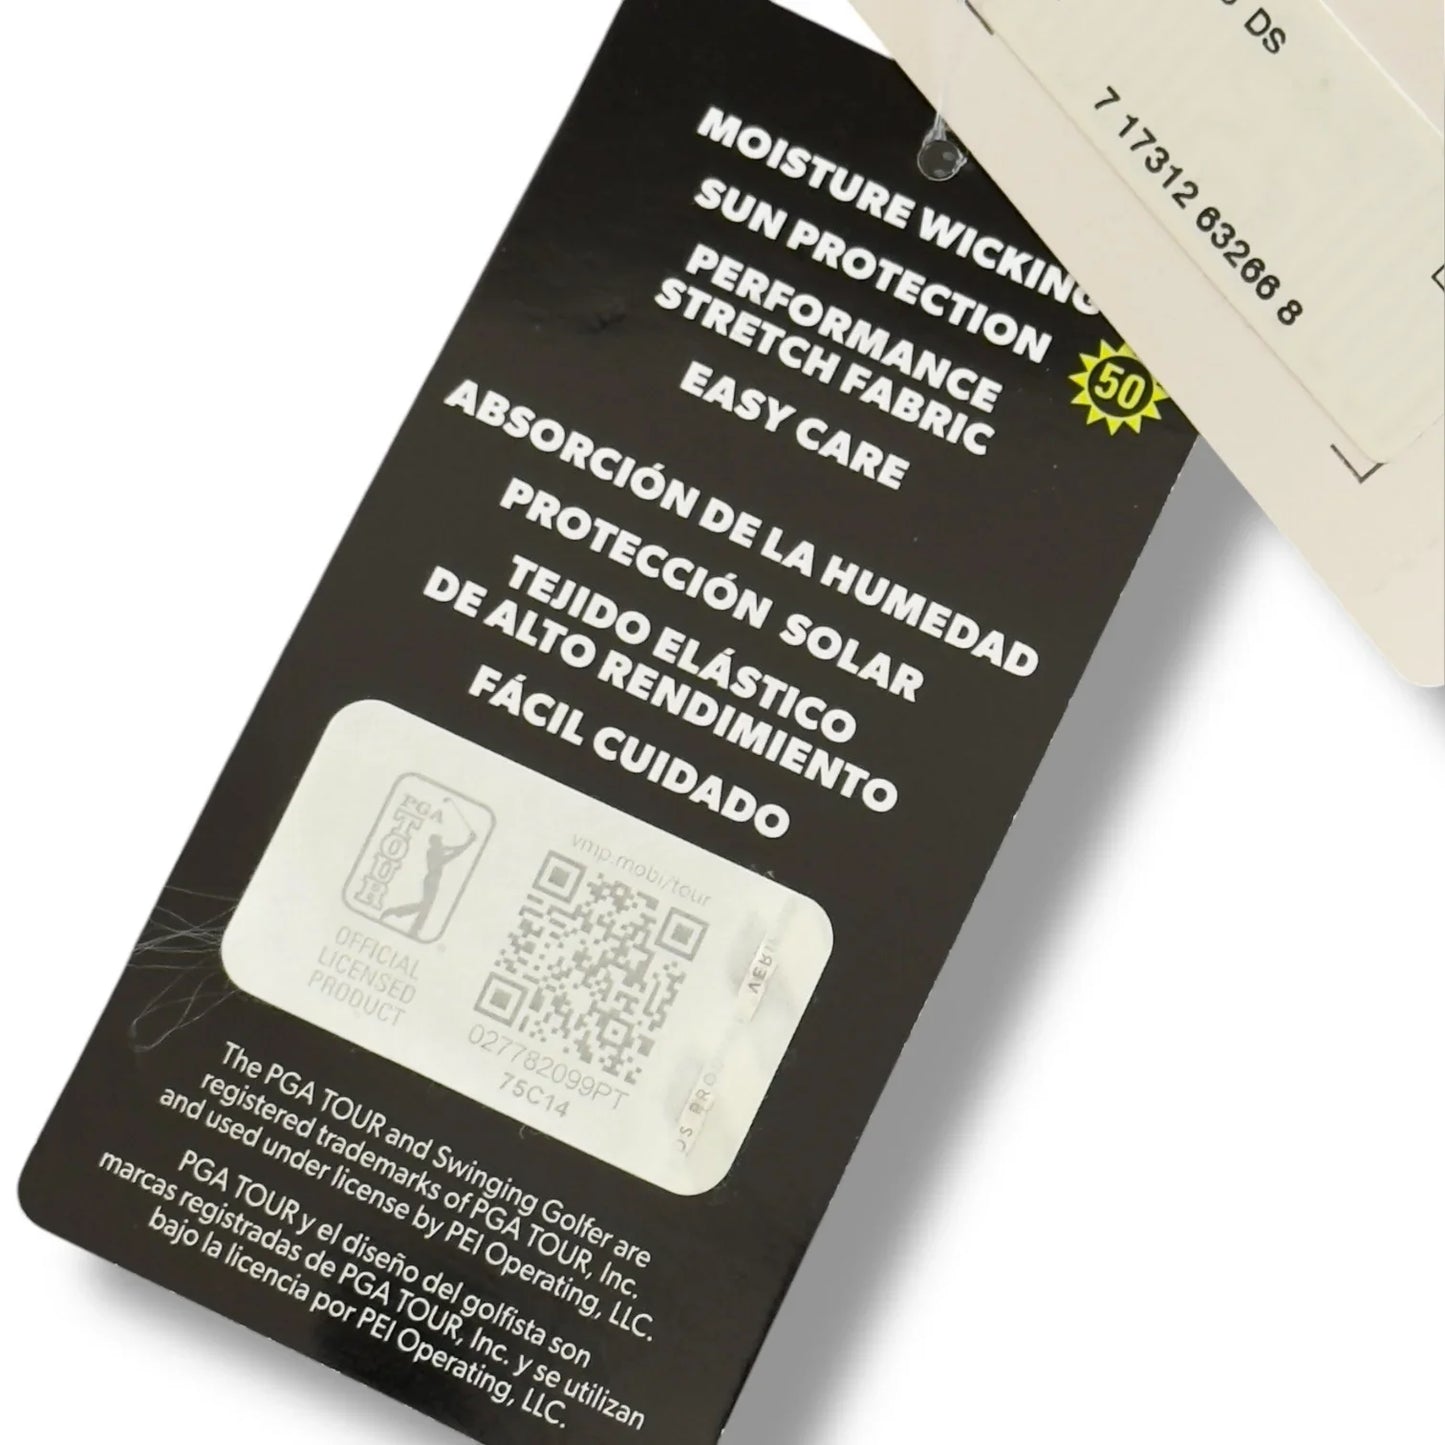 DS
7 17312 63266 8
MOISTURE WICKING
SUN PROTECTION
50
PERFORMANCE
STRETCH FABRIC
EASY CARE
ABSORCIÓN DE LA HUMEDAD
PROTECCIÓN SOLAR
TEJIDO ELÁSTICO
DE ALTO RENDIMIENTO
FÁCIL CUIDADO
PGA
TOUR
®
OFFICIAL
LICENSED
PRODUCT
vmp.mobi/tour
027782099PT
75C14
The PGA TOUR and Swinging Golfer are
registered trademarks of PGA TOUR, Inc.
and used under license by PEI Operating, LLC.
PGA TOUR y el diseño del golfista son
marcas registradas de PGA TOUR, Inc. y se utilizan
bajo la licencia por PEI Operating, LLC.